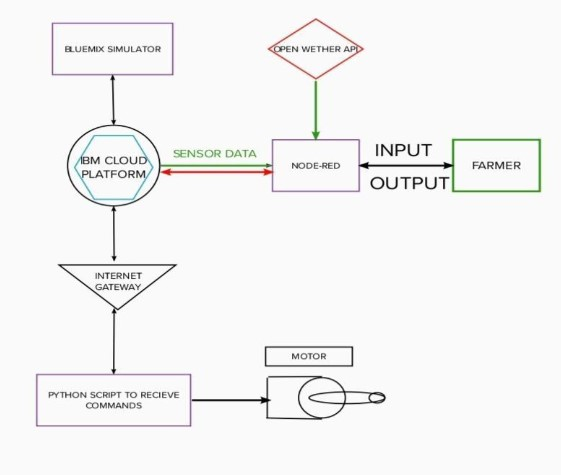 BLUEMIX SIMULATOR
OPEN WETHER API
IBM CLOUD
PLATFORM
SENSOR DATA
NODE-RED
INPUT
OUTPUT
FARMER
INTERNET
GATEWAY
MOTOR
PYTHON SCRIPT TO RECIEVE
COMMANDS